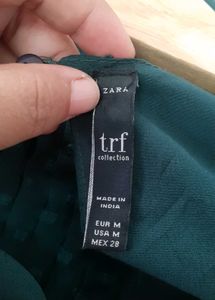 ZARA
trf
collection
MADE IN
INDIA
EUR M
USA M
MEX 28